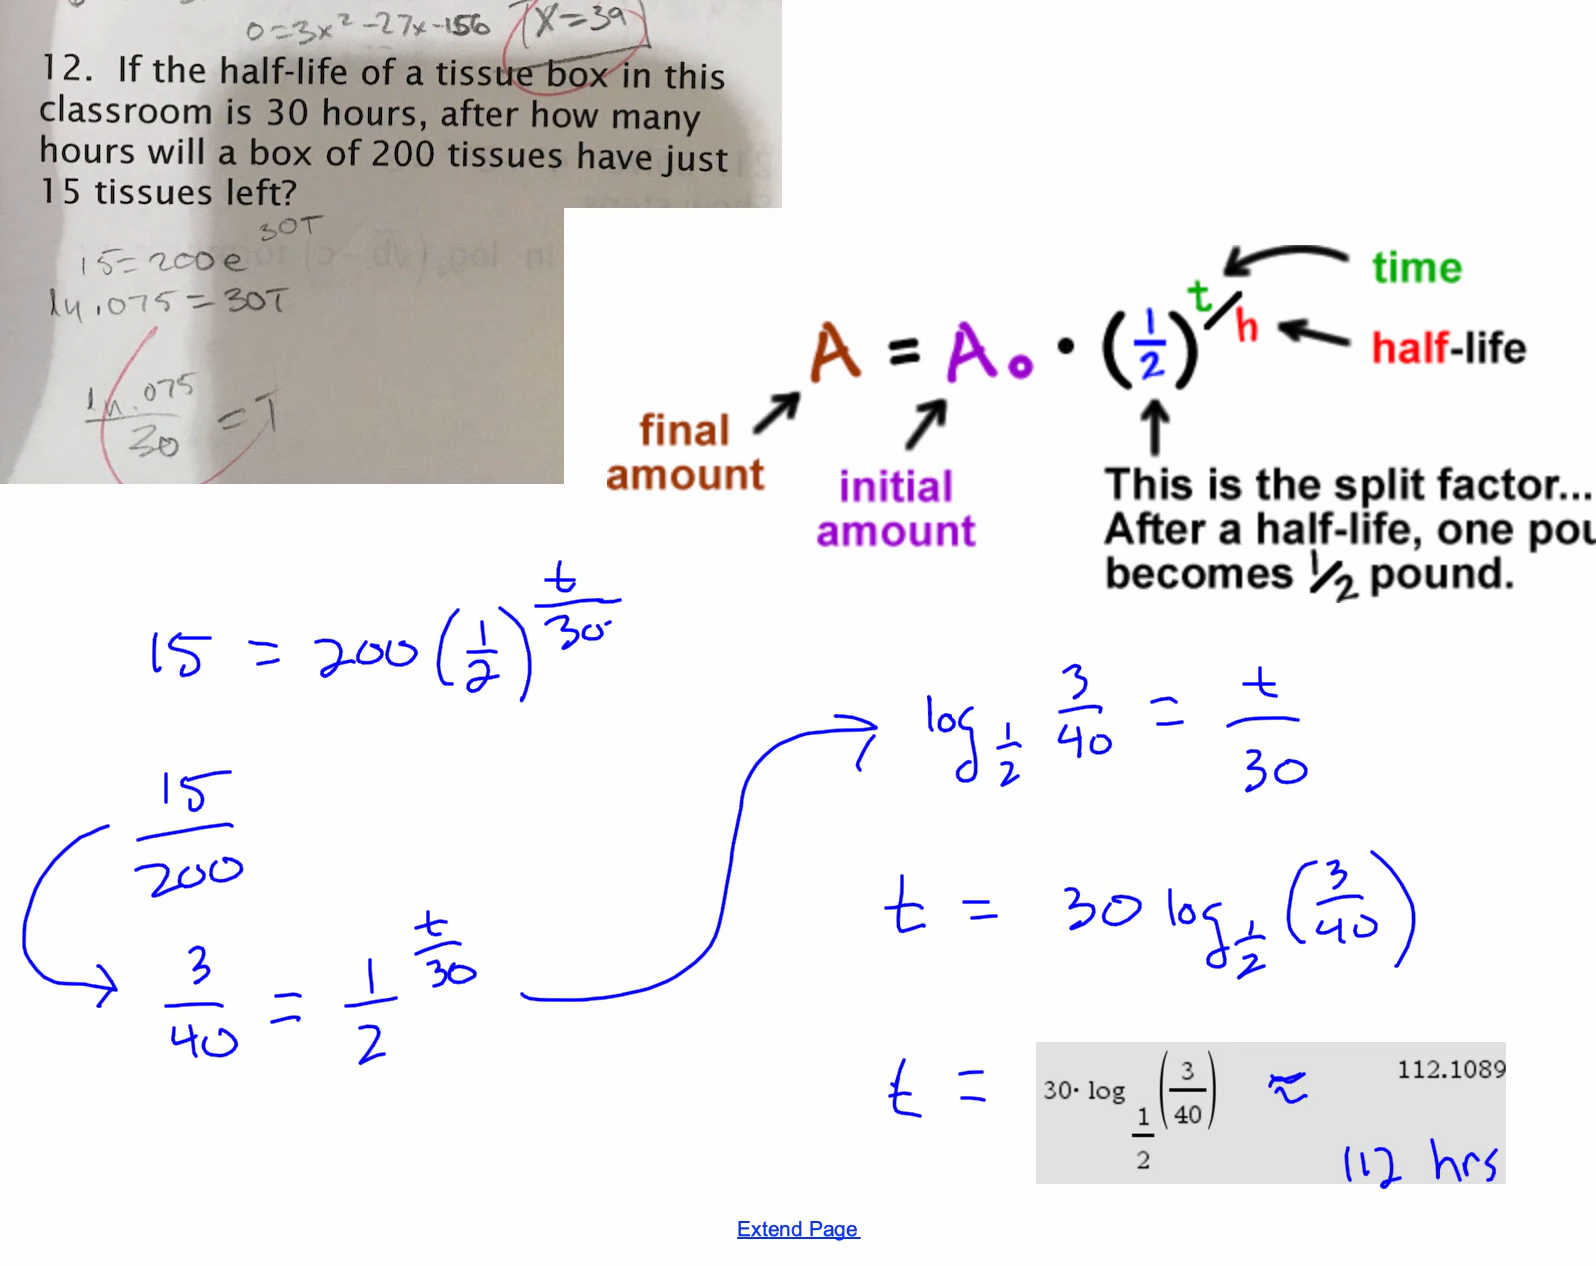 0=3x²-27x-156 x=39
12. If the half-life of a tissue box in this
classroom is 30 hours, after how many
hours will a box of 200 tissues have just
15 tissues left?
15=200e^30T
ln .075=30T
ln .075/30 = T
A = A₀ · (1/2)^t/h
time
half-life
final
amount
initial
amount
This is the split factor...
After a half-life, one pou
becomes 1/2 pound.
15 = 200 (1/2)^t/30
15/200
3/40 = 1/2^t/30
log_1/2 3/40 = t/30
t = 30 log_1/2 (3/40)
t = 30· log_1/2 (3/40) ≈ 112.1089
112 hrs
Extend Page